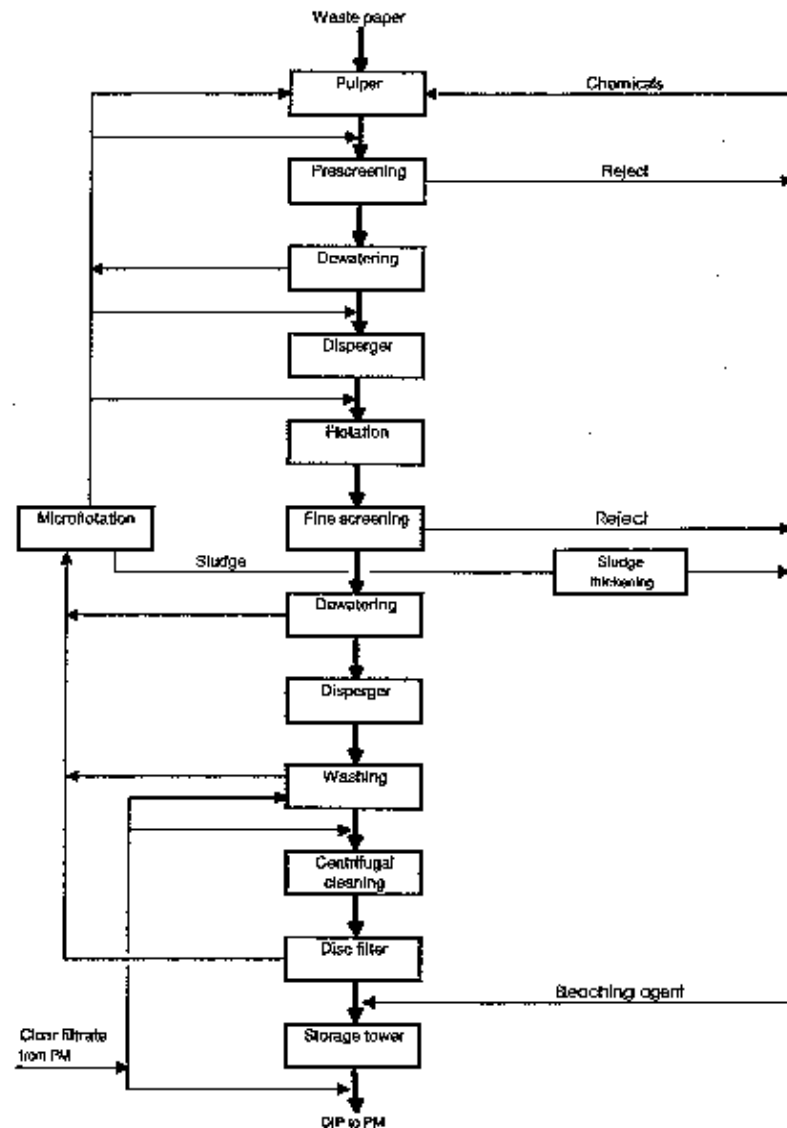 Waste paper
Pulper
Chemicals
Prescreening
Reject
Dewatering
Disperger
Flotation
Microflotation
Fine screening
Reject
Sludge
Sludge
thickening
Dewatering
Disperger
Washing
Centrifugal
cleaning
Disc filter
Bleaching agent
Clear filtrate
from PM
Storage tower
DIP to PM